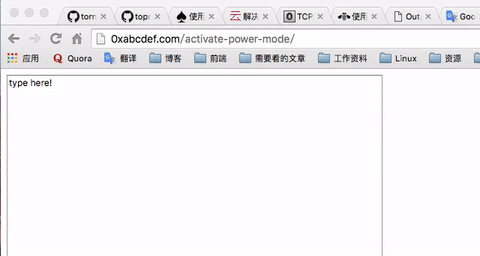 torn topr 使用 解决 TCP 使用 Out Goo
0xabcdef.com/activate-power-mode/
应用 Quora 翻译 博客 前端 需要看的文章 工作资料 Linux 资源
type here!